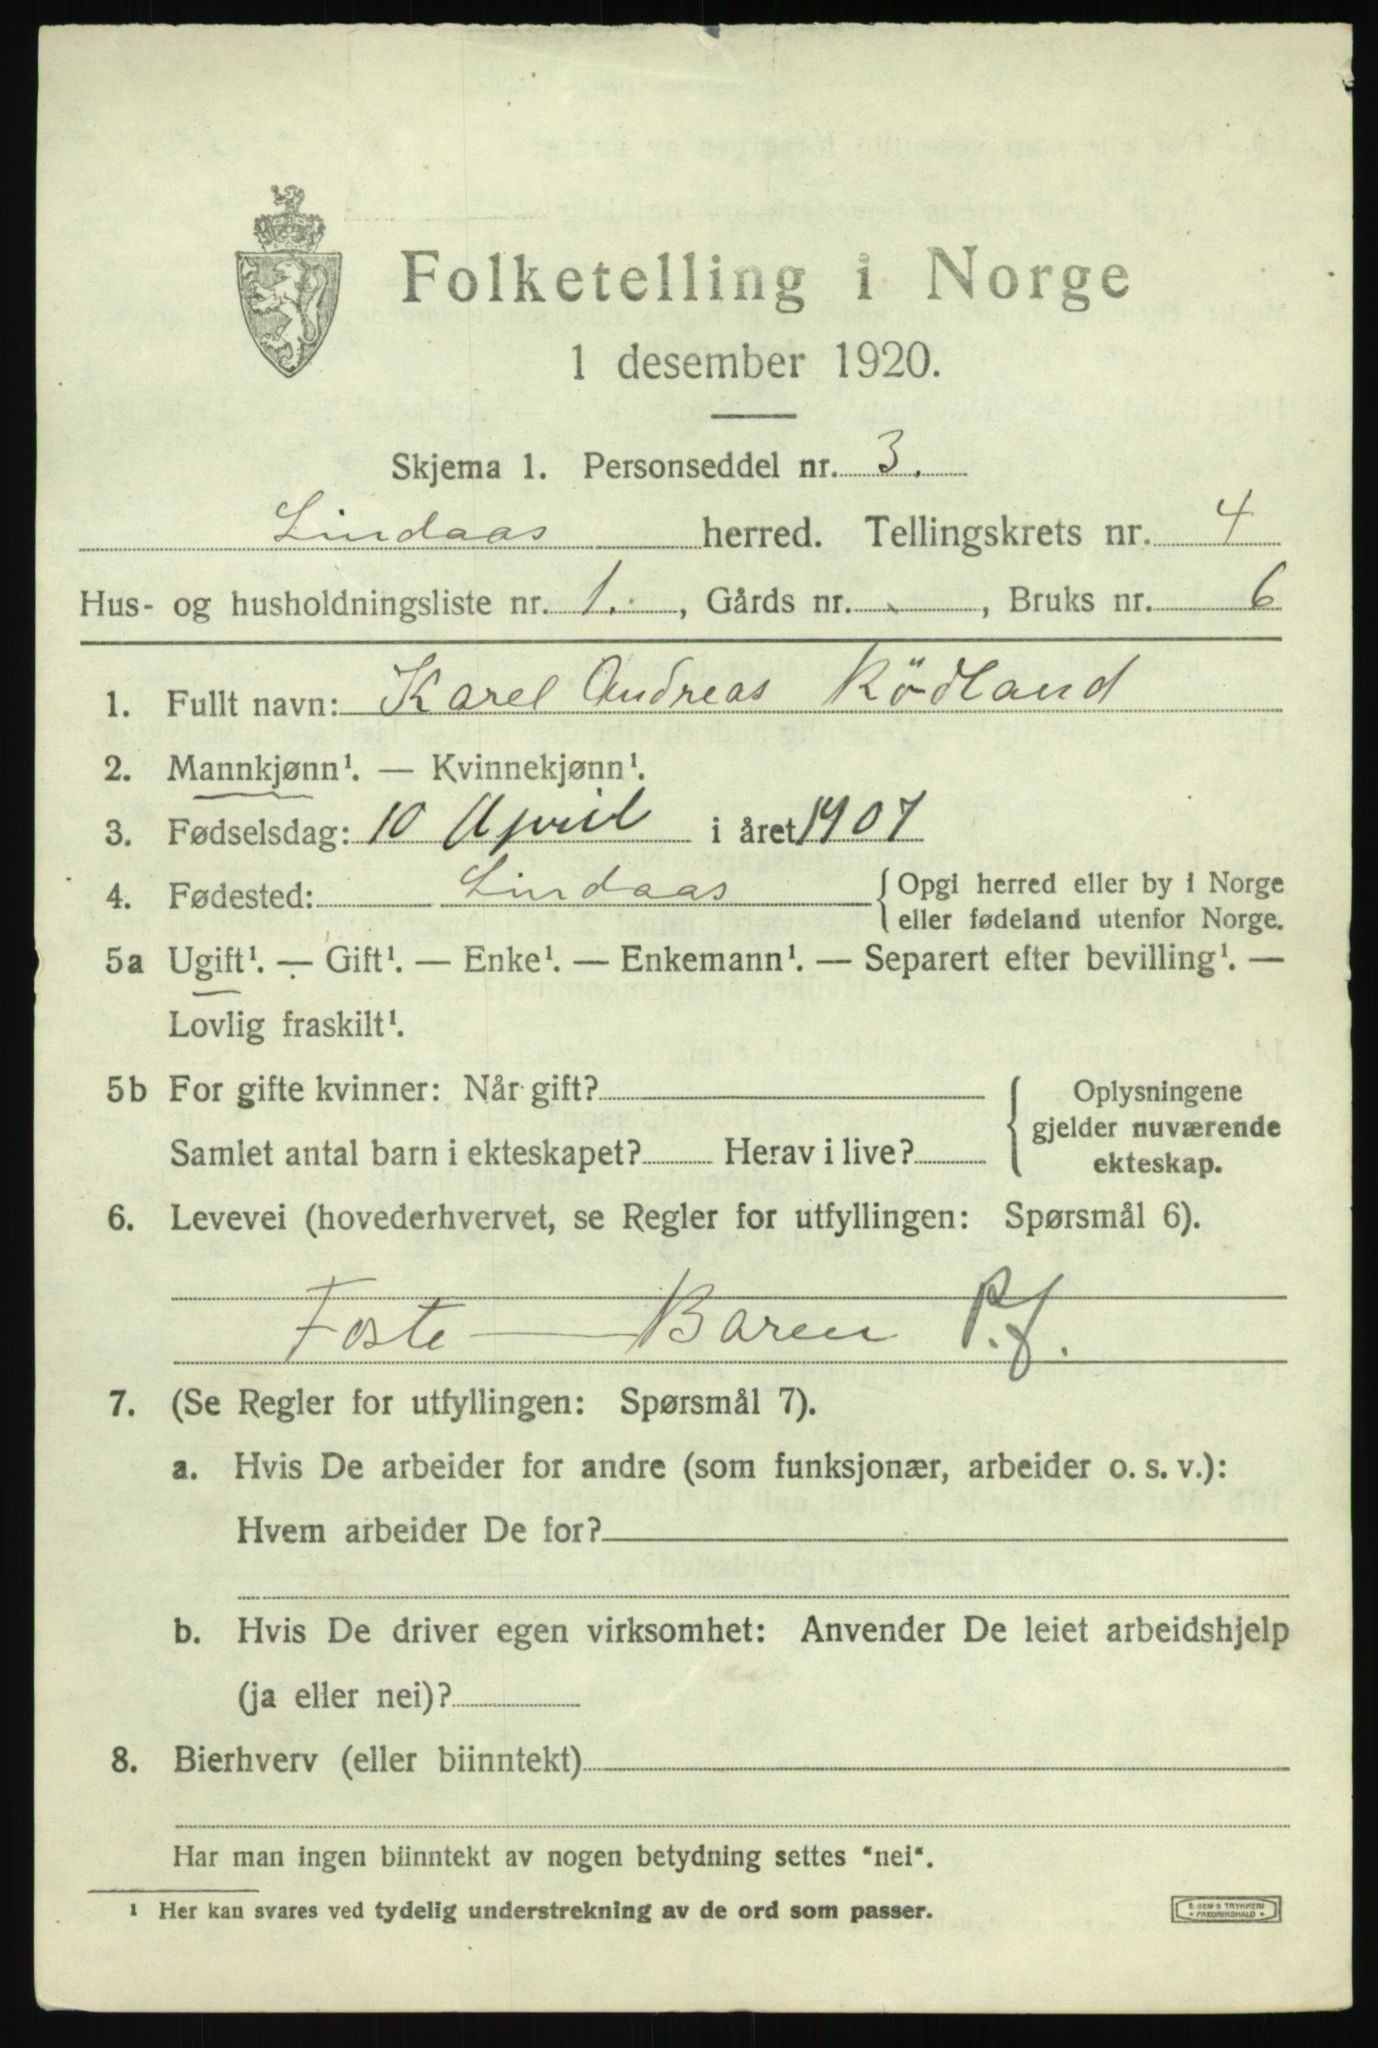 Folketelling i Norge
1 desember 1920.
Skjema 1. Personseddel nr. 3.
Lindaas herred. Tellingskrets nr. 4
Hus- og husholdningsliste nr. 1., Gårds nr. , Bruks nr. 6
1. Fullt navn: Karel Andreas Rödland
2. Mannkjønn¹. — Kvinnekjønn¹.
3. Fødselsdag: 10 April i året 1907
4. Fødested: Lindaas { Opgi herred eller by i Norge
eller fødeland utenfor Norge.
5a Ugift¹. — Gift¹. — Enke¹. — Enkemann¹. — Separert efter bevilling¹. —
Lovlig fraskilt¹.
5b For gifte kvinner: Når gift? { Oplysningene
gjelder nuværende
Samlet antal barn i ekteskapet? Herav i live? ekteskap.
6. Levevei (hovederhvervet, se Regler for utfyllingen: Spørsmål 6).
Foste — Baren P.f.
7. (Se Regler for utfyllingen: Spørsmål 7).
a. Hvis De arbeider for andre (som funksjonær, arbeider o. s. v.):
Hvem arbeider De for?
b. Hvis De driver egen virksomhet: Anvender De leiet arbeidshjelp
(ja eller nei)?
8. Bierhverv (eller biinntekt)
Har man ingen biinntekt av nogen betydning settes "nei".
¹ Her kan svares ved tydelig understrekning av de ord som passer.
E. SEM'S TRYKKERI
* FREDRIKSHALD *